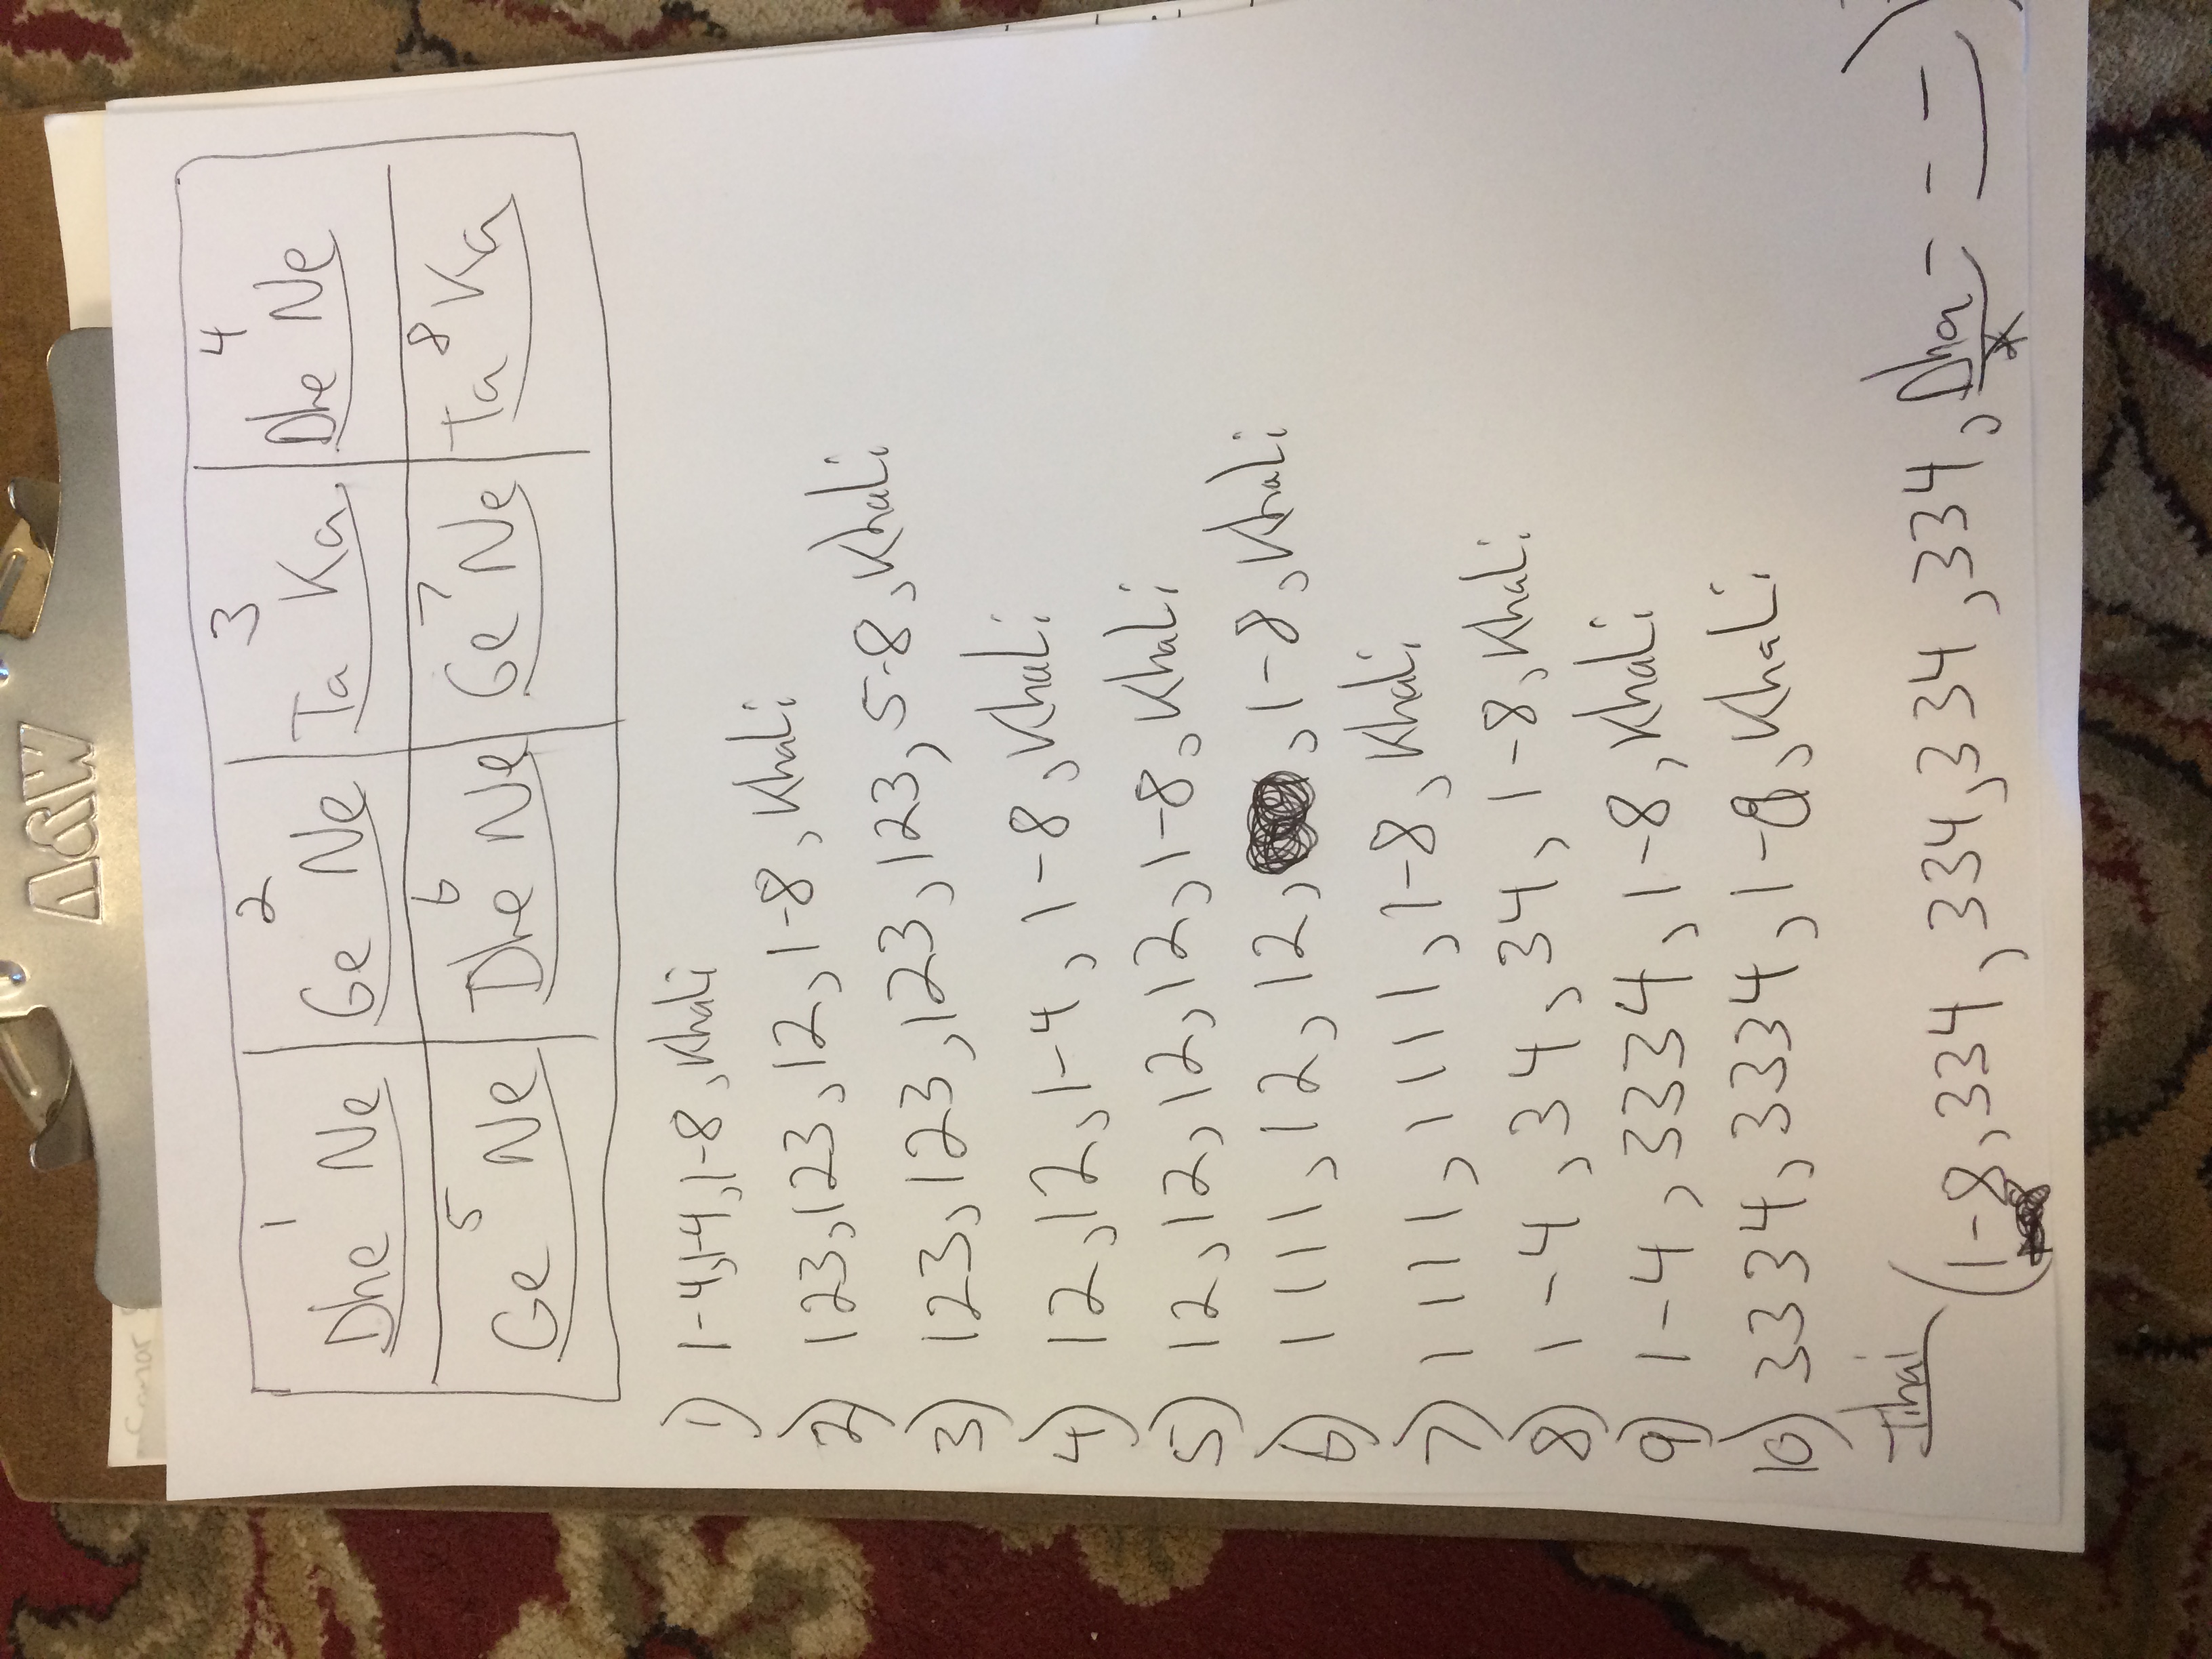 A&W
1 2 3 4
Dhe Ne Ge Ne Ta Ka Dhe Ne
5 6 7 8
Ge Ne Dhe Ne Ge Ne Ta Ka
1) 1-4,1-4,1-8, Khali
2) 123,123,12,1-8, Khali
3) 123,123,123,123,5-8, Khali
4) 12,12,1-4, 1-8, Khali
5) 12,12,12,12,1-8, Khali
6) 1111,12,12, ,1-8, Khali
7) 1111,1111,1-8, Khali
8) 1-4,34,34,1-8, Khali
9) 1-4,3334,1-8, Khali
10) 3334,3334,1-8, Khali
Tihai (1-8,334,334,334,334, Dha - - -)
*